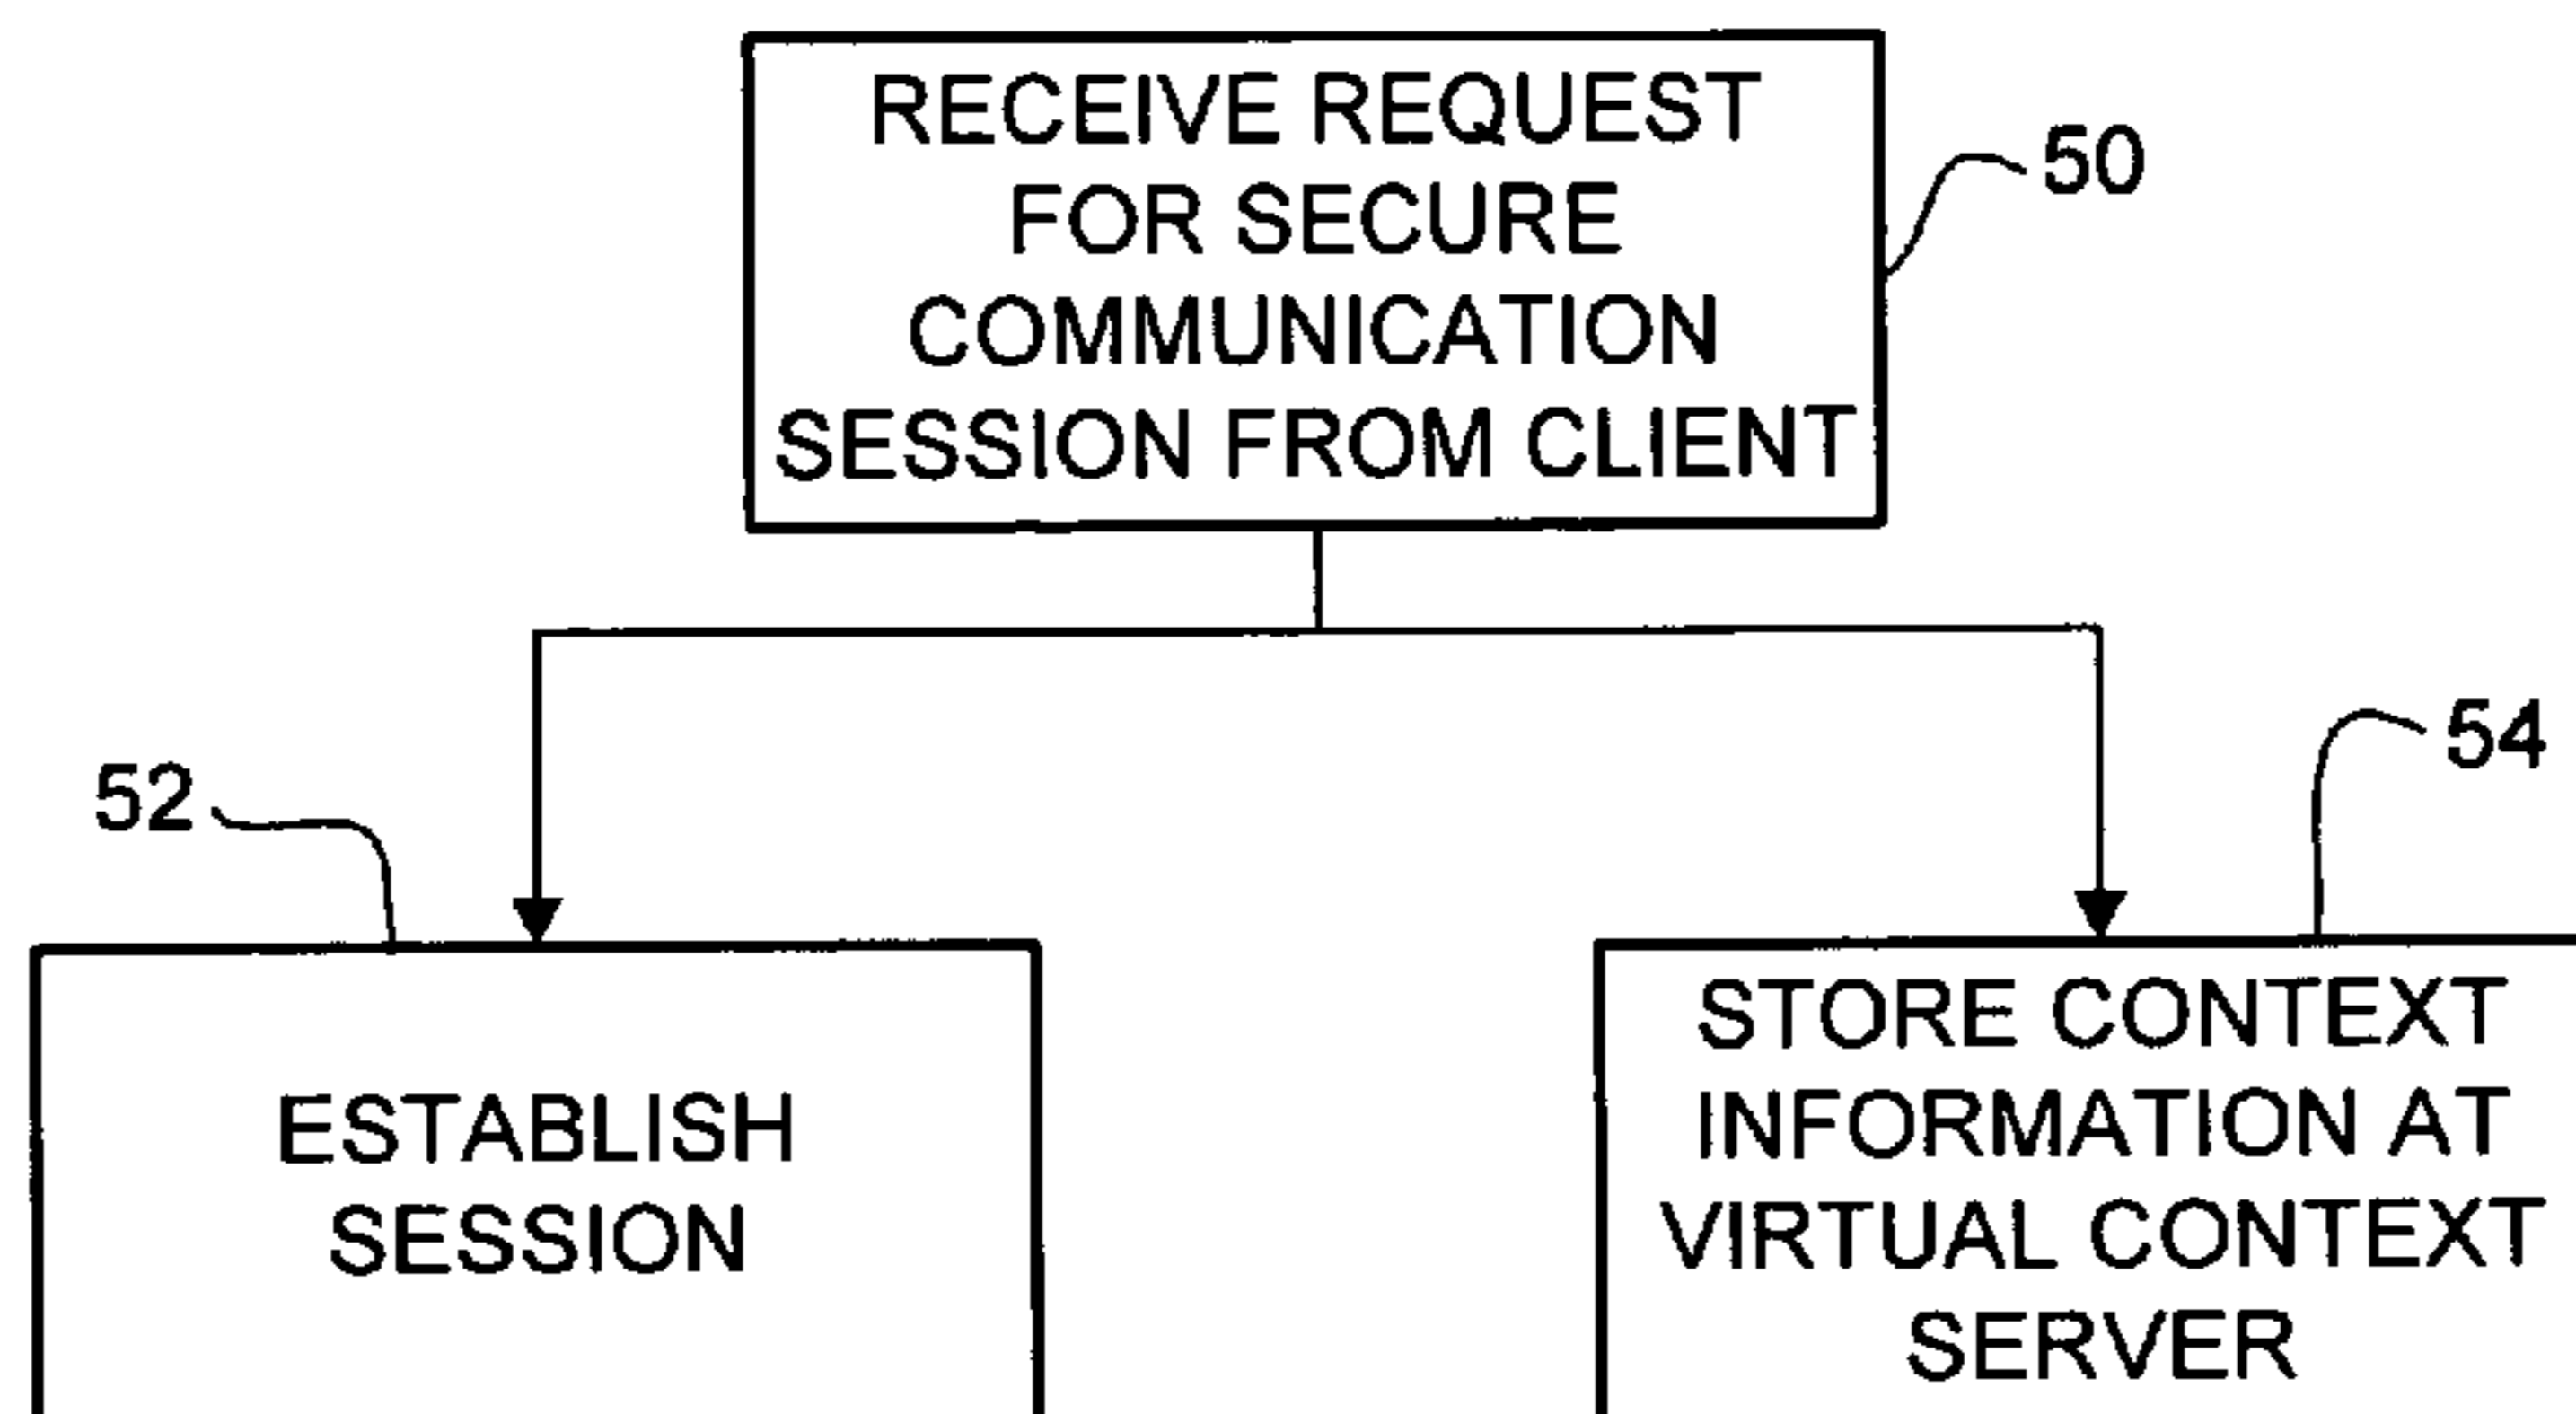 RECEIVE REQUEST
FOR SECURE
COMMUNICATION
SESSION FROM CLIENT
50
52
54
ESTABLISH
SESSION
STORE CONTEXT
INFORMATION AT
VIRTUAL CONTEXT
SERVER